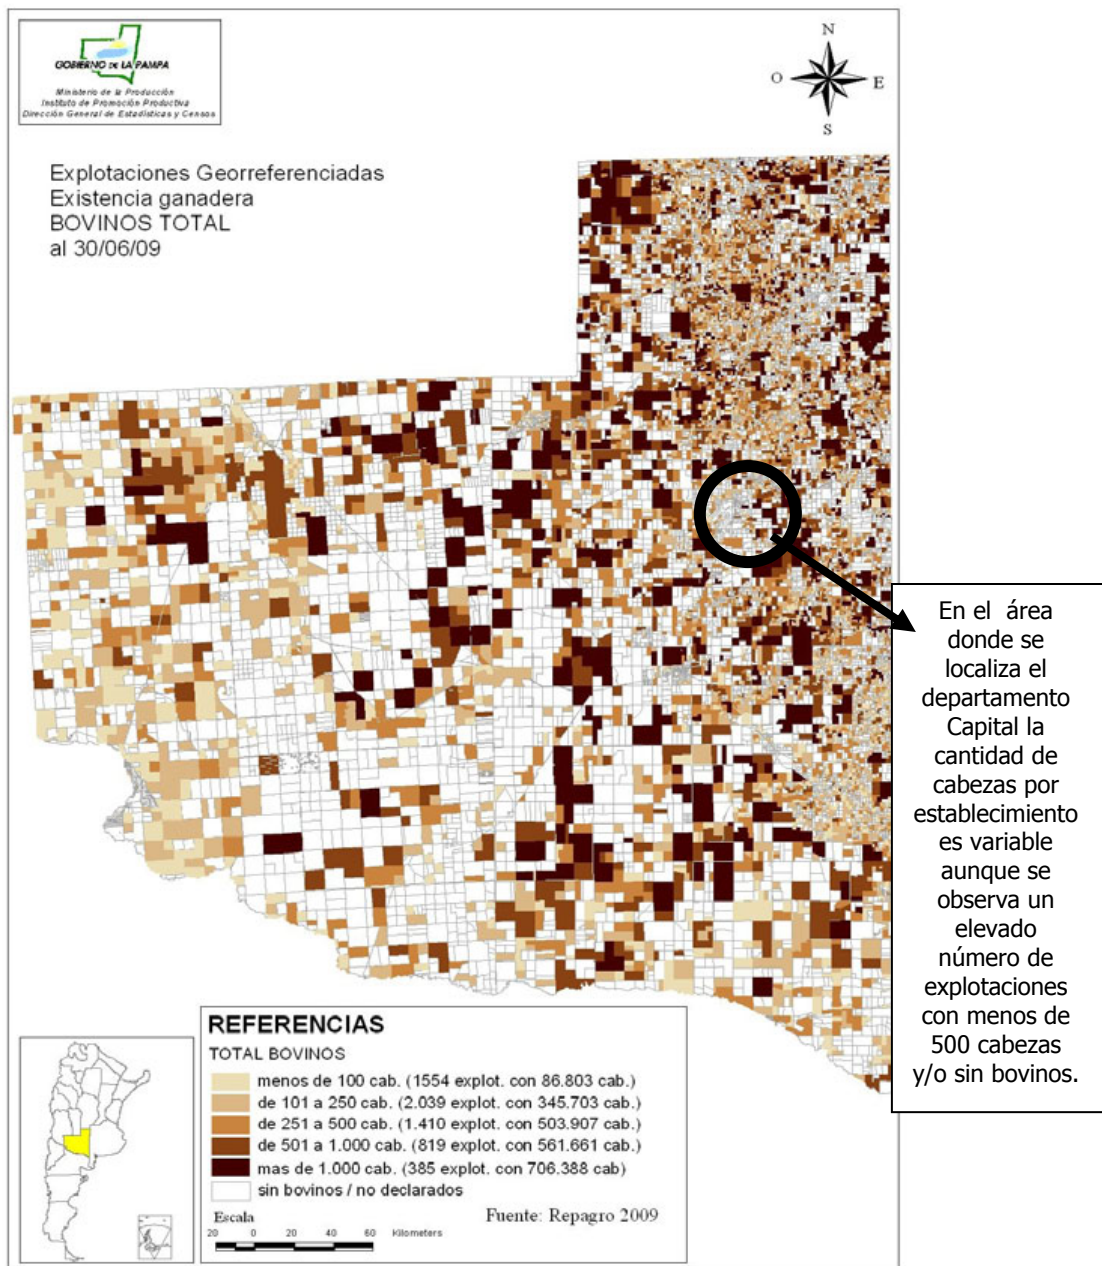 GOBIERNO DE LA PAMPA
Ministerio de la Producción
Instituto de Promoción Productiva
Dirección General de Estadísticas y Censos
N
O
E
S
Explotaciones Georreferenciadas
Existencia ganadera
BOVINOS TOTAL
al 30/06/09
En el área
donde se
localiza el
departamento
Capital la
cantidad de
cabezas por
establecimiento
es variable
aunque se
observa un
elevado
número de
explotaciones
con menos de
500 cabezas
y/o sin bovinos.
REFERENCIAS
TOTAL BOVINOS
menos de 100 cab. (1554 explot. con 86.803 cab.)
de 101 a 250 cab. (2.039 explot. con 345.703 cab.)
de 251 a 500 cab. (1.410 explot. con 503.907 cab.)
de 501 a 1.000 cab. (819 explot. con 561.661 cab.)
mas de 1.000 cab. (385 explot. con 706.388 cab)
sin bovinos / no declarados
Escala
Fuente: Repagro 2009
20 0 20 40 60 Kilometers